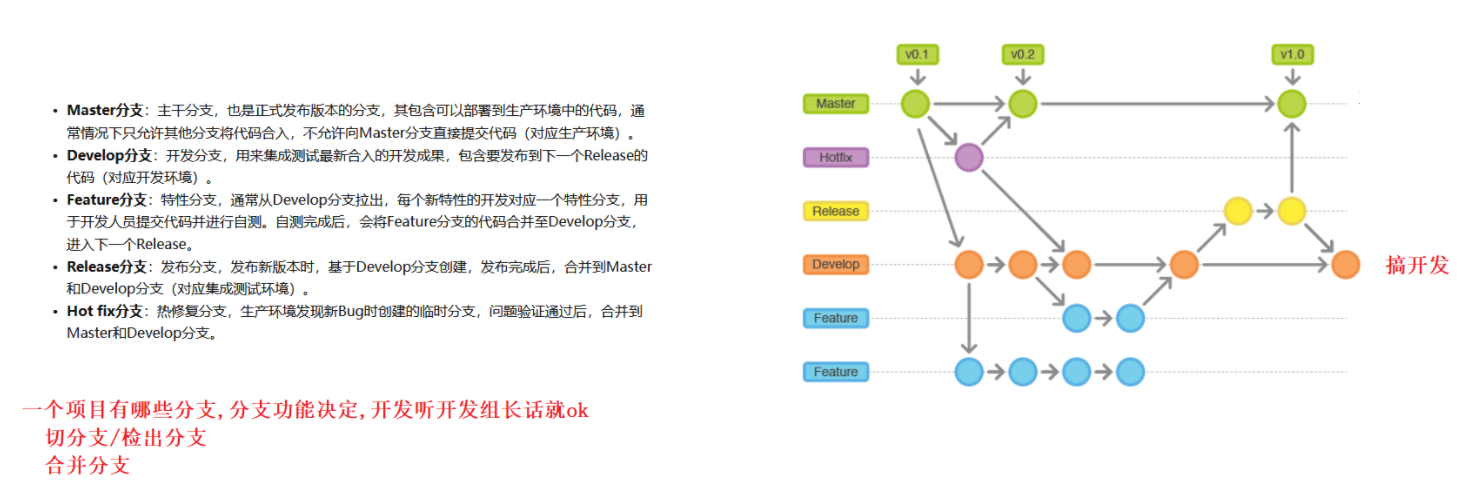 • Master分支：主干分支，也是正式发布版本的分支，其包含可以部署到生产环境中的代码，通
常情况下只允许其他分支将代码合入，不允许向Master分支直接提交代码（对应生产环境）。
• Develop分支：开发分支，用来集成测试最新合入的开发成果，包含要发布到下一个Release的
代码（对应开发环境）。
• Feature分支：特性分支，通常从Develop分支拉出，每个新特性的开发对应一个特性分支，用
于开发人员提交代码并进行自测。自测完成后，会将Feature分支的代码合并至Develop分支，
进入下一个Release。
• Release分支：发布分支，发布新版本时，基于Develop分支创建，发布完成后，合并到Master
和Develop分支（对应集成测试环境）。
• Hot fix分支：热修复分支，生产环境发现新Bug时创建的临时分支，问题验证通过后，合并到
Master和Develop分支。
一个项目有哪些分支,分支功能决定,开发听开发组长话就ok
切分支/检出分支
合并分支
v0.1
v0.2
v1.0
Master
Hotfix
Release
Develop
搞开发
Feature
Feature